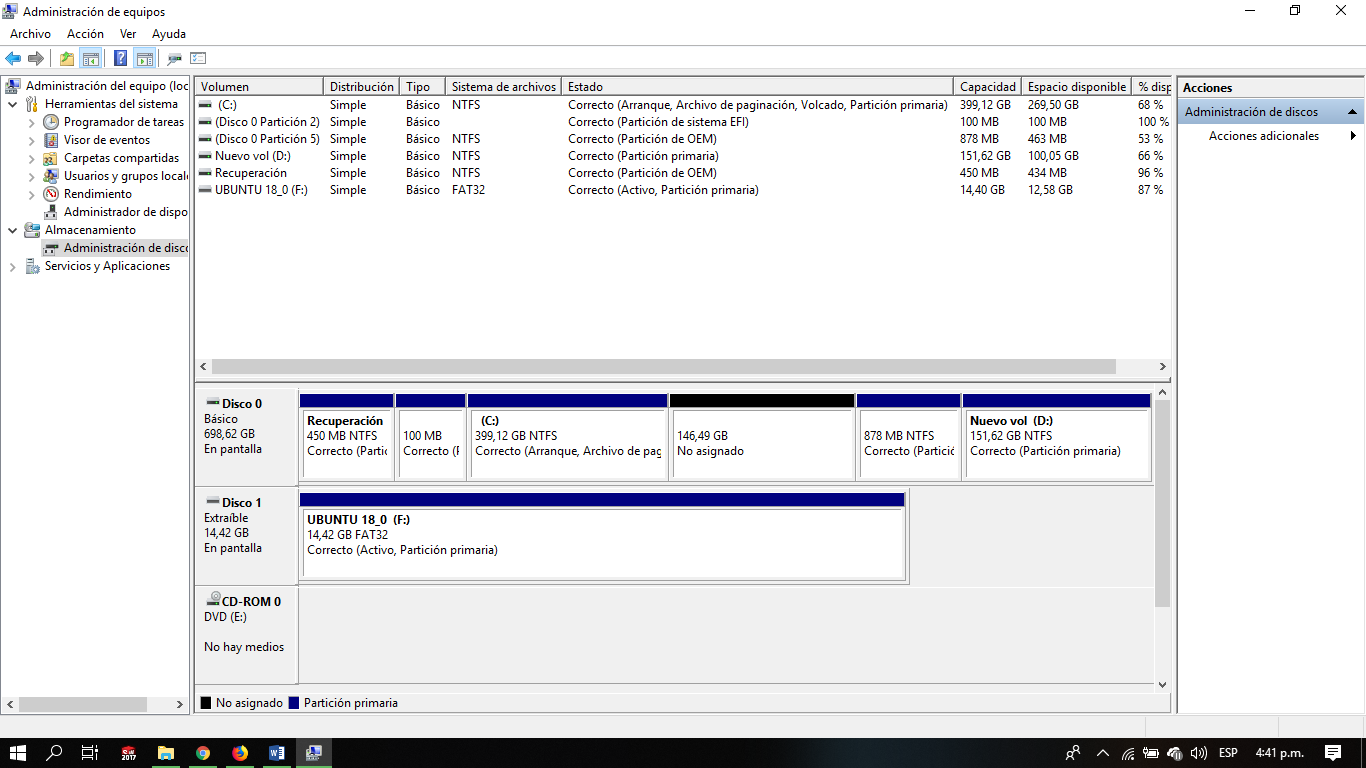 Administración de equipos
Archivo Acción Ver Ayuda
Administración del equipo (loc
Herramientas del sistema
Programador de tareas
Visor de eventos
Carpetas compartidas
Usuarios y grupos locale
Rendimiento
Administrador de dispo
Almacenamiento
Administración de disco
Servicios y Aplicaciones
Volumen Distribución Tipo Sistema de archivos Estado Capacidad Espacio disponible % disp
(C:) Simple Básico NTFS Correcto (Arranque, Archivo de paginación, Volcado, Partición primaria) 399,12 GB 269,50 GB 68 %
(Disco 0 Partición 2) Simple Básico Correcto (Partición de sistema EFI) 100 MB 100 MB 100 %
(Disco 0 Partición 5) Simple Básico NTFS Correcto (Partición de OEM) 878 MB 463 MB 53 %
Nuevo vol (D:) Simple Básico NTFS Correcto (Partición primaria) 151,62 GB 100,05 GB 66 %
Recuperación Simple Básico NTFS Correcto (Partición de OEM) 450 MB 434 MB 96 %
UBUNTU 18_0 (F:) Simple Básico FAT32 Correcto (Activo, Partición primaria) 14,40 GB 12,58 GB 87 %
Acciones
Administración de discos
Acciones adicionales
Disco 0
Básico
698,62 GB
En pantalla
Recuperación
450 MB NTFS
Correcto (Partic
100 MB
Correcto (F
(C:)
399,12 GB NTFS
Correcto (Arranque, Archivo de pag
146,49 GB
No asignado
878 MB NTFS
Correcto (Partició
Nuevo vol (D:)
151,62 GB NTFS
Correcto (Partición primaria)
Disco 1
Extraíble
14,42 GB
En pantalla
UBUNTU 18_0 (F:)
14,42 GB FAT32
Correcto (Activo, Partición primaria)
CD-ROM 0
DVD (E:)
No hay medios
No asignado Partición primaria
SW
2017
ESP 4:41 p.m.